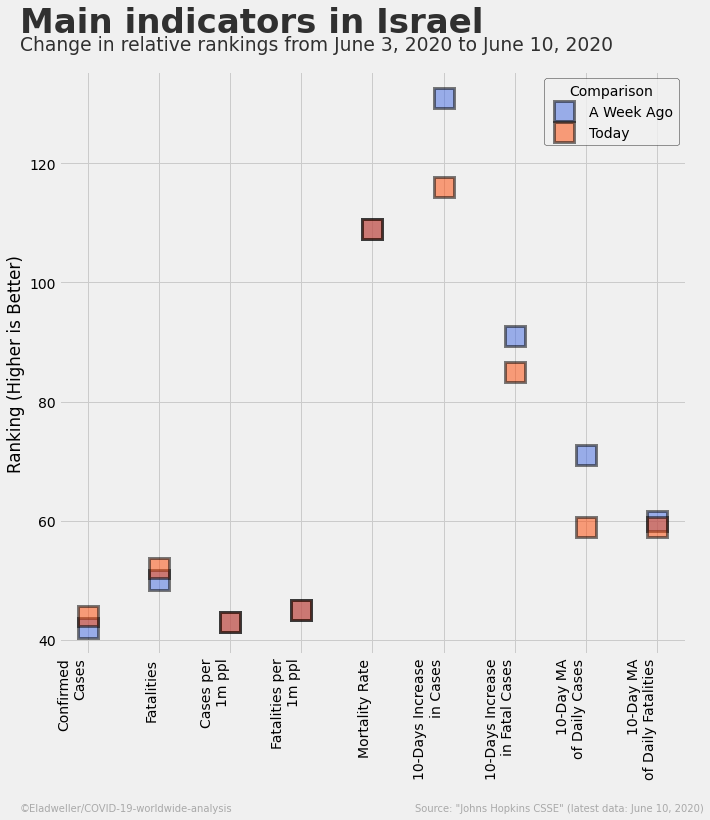 Main indicators in Israel
Change in relative rankings from June 3, 2020 to June 10, 2020
Comparison
A Week Ago
Today
Ranking (Higher is Better)
120
100
80
60
40
Confirmed
Cases
Fatalities
Cases per
1m ppl
Fatalities per
1m ppl
Mortality Rate
10-Days Increase
in Cases
10-Days Increase
in Fatal Cases
10-Day MA
of Daily Cases
10-Day MA
of Daily Fatalities
©Eladweller/COVID-19-worldwide-analysis
Source: "Johns Hopkins CSSE" (latest data: June 10, 2020)